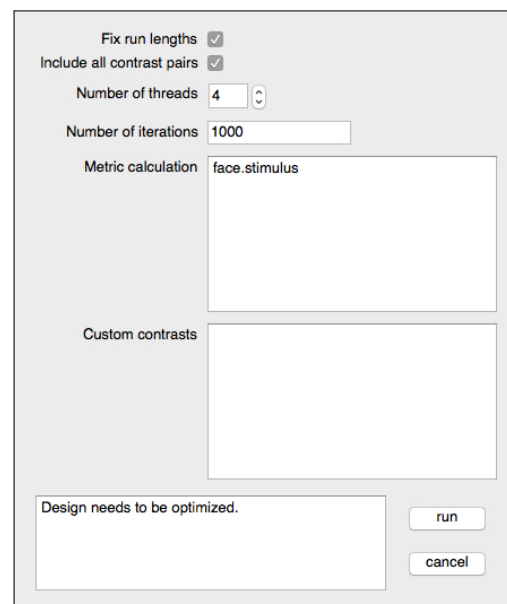 Fix run lengths
Include all contrast pairs
Number of threads 4
Number of iterations 1000
Metric calculation face.stimulus
Custom contrasts
Design needs to be optimized.
run
cancel